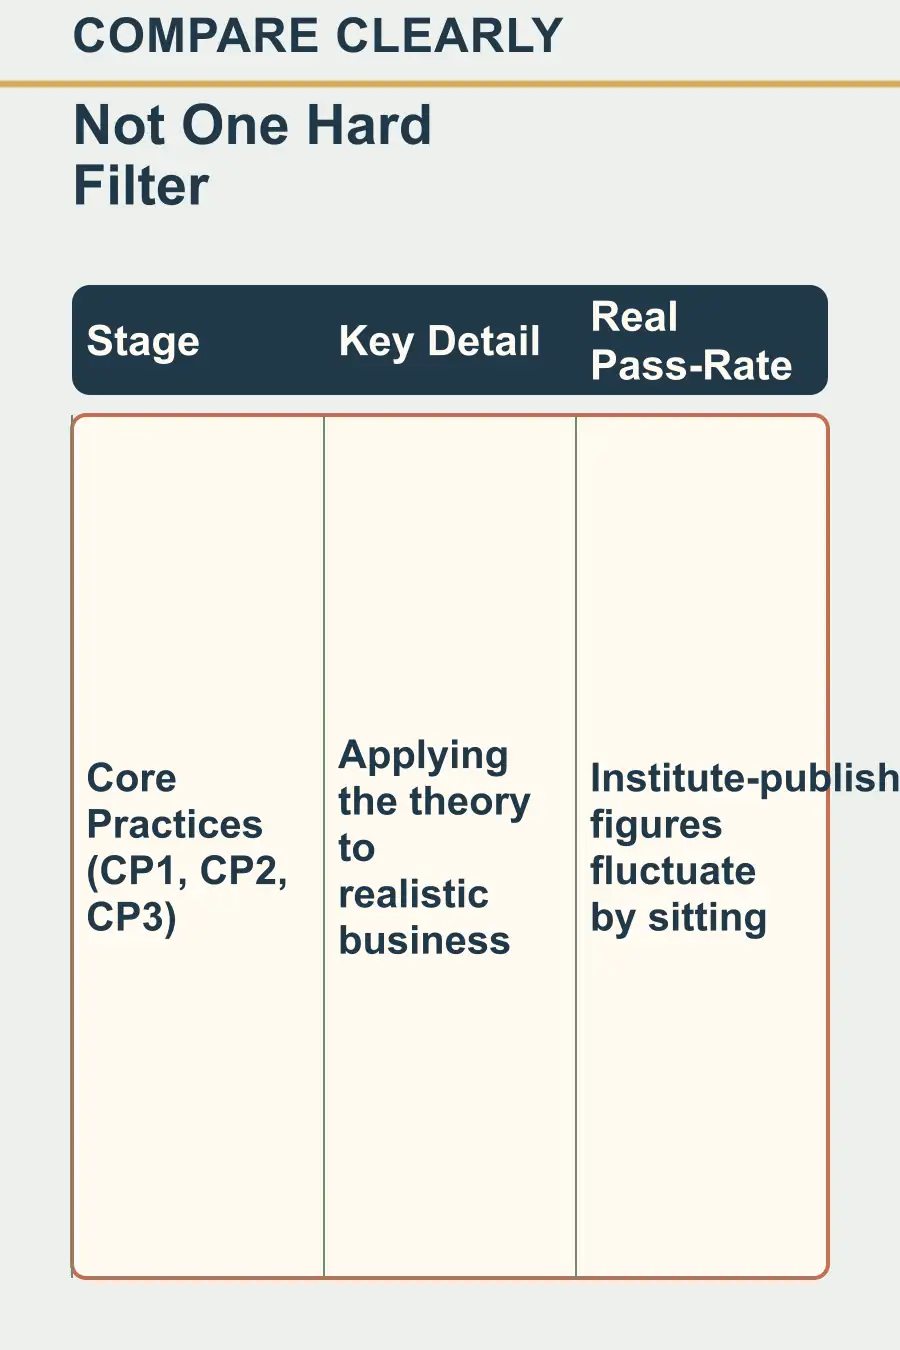 COMPARE CLEARLY
Not One Hard
Filter
Stage
Key Detail
Real
Pass-Rate
Core
Practices
(CP1, CP2,
CP3)
Applying
the theory
to
realistic
business
Institute-publish
figures
fluctuate
by sitting